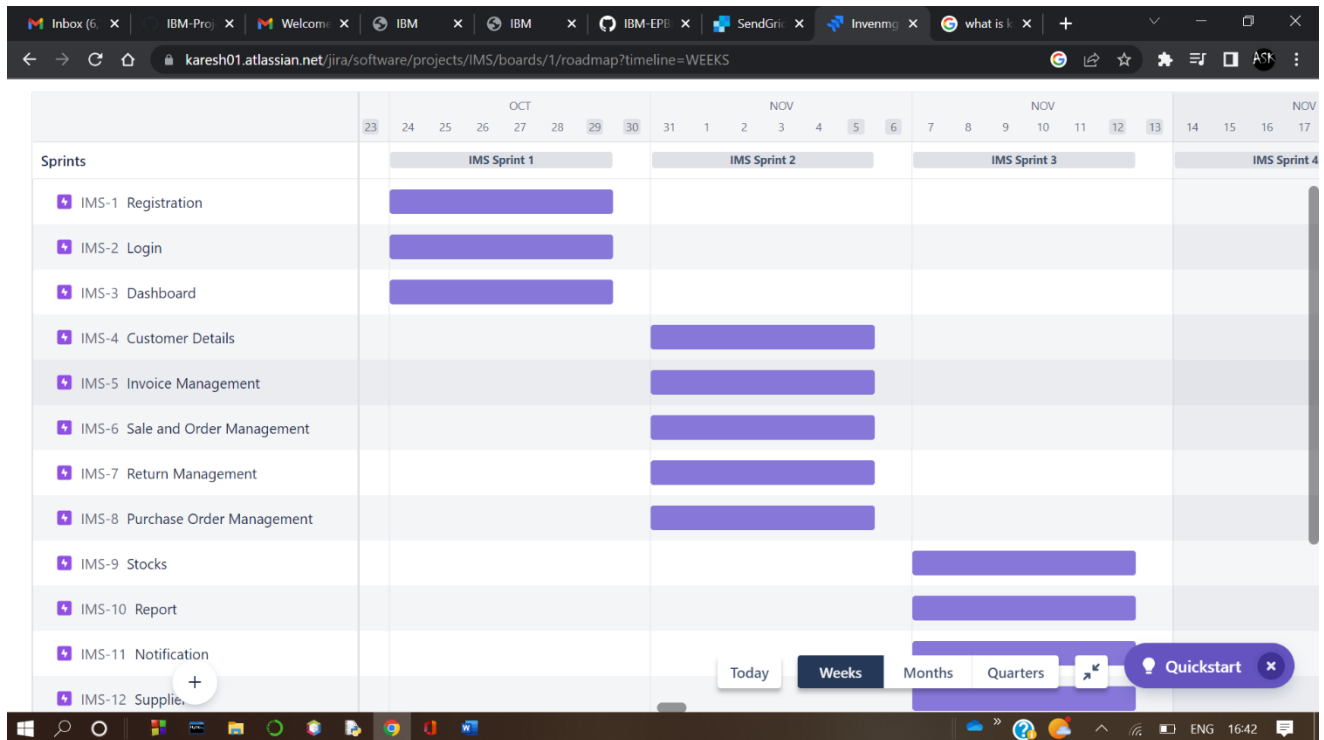 Inbox (6, IBM-Proj Welcome IBM IBM IBM-EPB SendGric Invenmg what is k
karesh01.atlassian.net/jira/software/projects/IMS/boards/1/roadmap?timeline=WEEKS ASK
OCT NOV NOV NOV
23 24 25 26 27 28 29 30 31 1 2 3 4 5 6 7 8 9 10 11 12 13 14 15 16 17
Sprints IMS Sprint 1 IMS Sprint 2 IMS Sprint 3 IMS Sprint 4
IMS-1 Registration
IMS-2 Login
IMS-3 Dashboard
IMS-4 Customer Details
IMS-5 Invoice Management
IMS-6 Sale and Order Management
IMS-7 Return Management
IMS-8 Purchase Order Management
IMS-9 Stocks
IMS-10 Report
IMS-11 Notification
Today Weeks Months Quarters Quickstart
IMS-12 Supplier
ENG 16:42